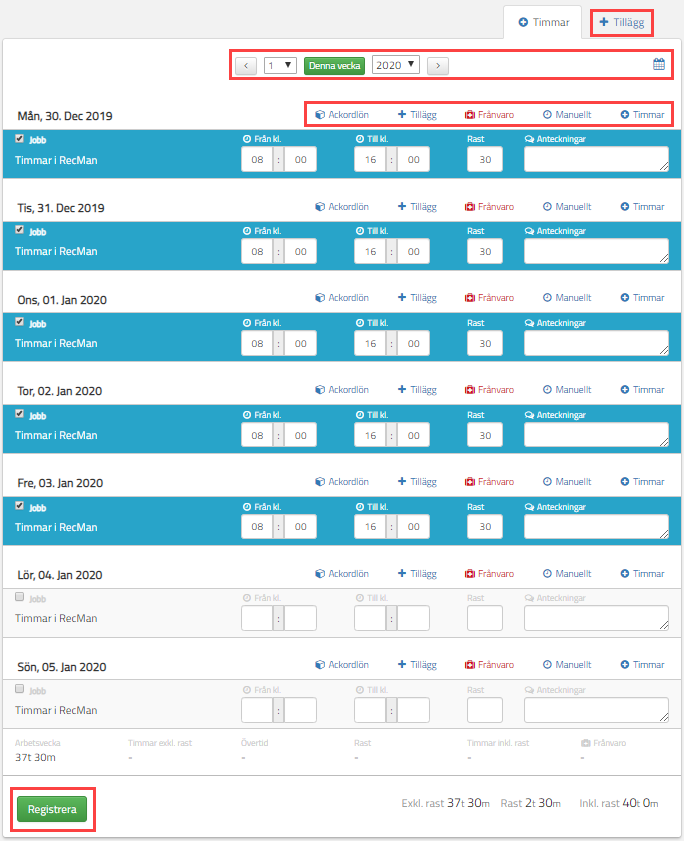 Timmar Tillägg
1 Denna vecka 2020
Mån, 30. Dec 2019 Ackordlön Tillägg Frånvaro Manuellt Timmar
Jobb Från kl. Till kl. Rast Anteckningar
Timmar i RecMan 08 : 00 16 : 00 30
Tis, 31. Dec 2019 Ackordlön Tillägg Frånvaro Manuellt Timmar
Jobb Från kl. Till kl. Rast Anteckningar
Timmar i RecMan 08 : 00 16 : 00 30
Ons, 01. Jan 2020 Ackordlön Tillägg Frånvaro Manuellt Timmar
Jobb Från kl. Till kl. Rast Anteckningar
Timmar i RecMan 08 : 00 16 : 00 30
Tor, 02. Jan 2020 Ackordlön Tillägg Frånvaro Manuellt Timmar
Jobb Från kl. Till kl. Rast Anteckningar
Timmar i RecMan 08 : 00 16 : 00 30
Fre, 03. Jan 2020 Ackordlön Tillägg Frånvaro Manuellt Timmar
Jobb Från kl. Till kl. Rast Anteckningar
Timmar i RecMan 08 : 00 16 : 00 30
Lör, 04. Jan 2020 Ackordlön Tillägg Frånvaro Manuellt Timmar
Jobb Från kl. Till kl. Rast Anteckningar
Timmar i RecMan : :
Sön, 05. Jan 2020 Ackordlön Tillägg Frånvaro Manuellt Timmar
Jobb Från kl. Till kl. Rast Anteckningar
Timmar i RecMan : :
Arbetsvecka Timmar exkl. rast Övertid Rast Timmar inkl. rast Frånvaro
37t 30m - - - - -
Registrera Exkl. rast 37t 30m Rast 2t 30m Inkl. rast 40t 0m